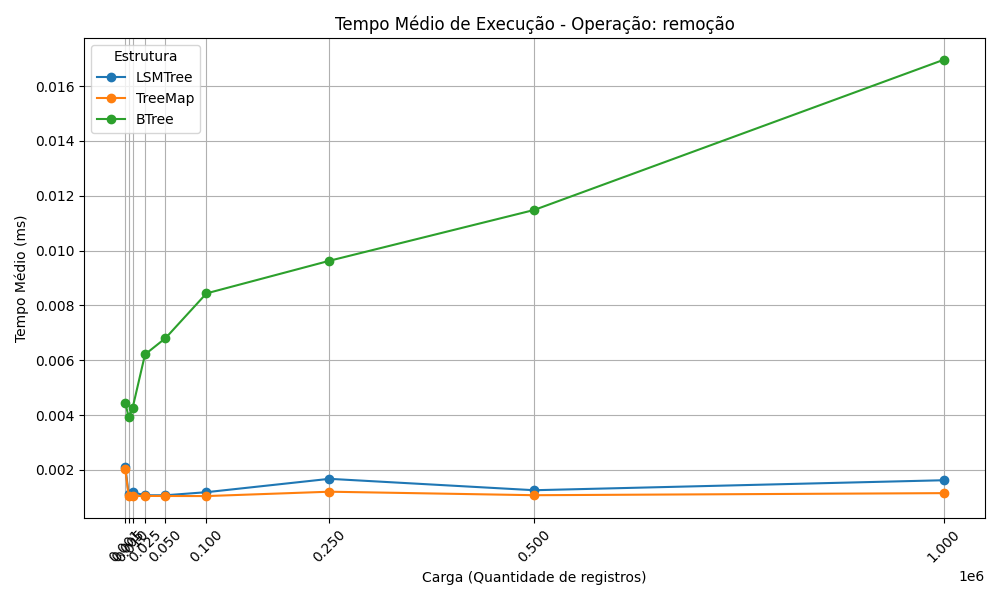 Tempo Médio de Execução - Operação: remoção
Estrutura
LSMTree
TreeMap
BTree
Tempo Médio (ms)
0.016
0.014
0.012
0.010
0.008
0.006
0.004
0.002
0.025
0.050
0.100
0.250
0.500
1.000
1e6
Carga (Quantidade de registros)